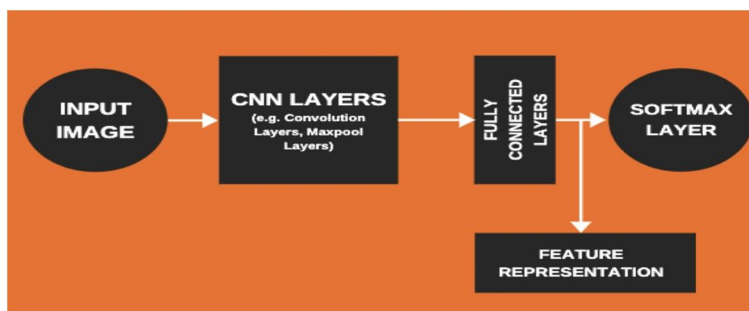 INPUT
IMAGE
CNN LAYERS
(e.g. Convolution
Layers, Maxpool
Layers)
FULLY
CONNECTED
LAYERS
SOFTMAX
LAYER
FEATURE
REPRESENTATION